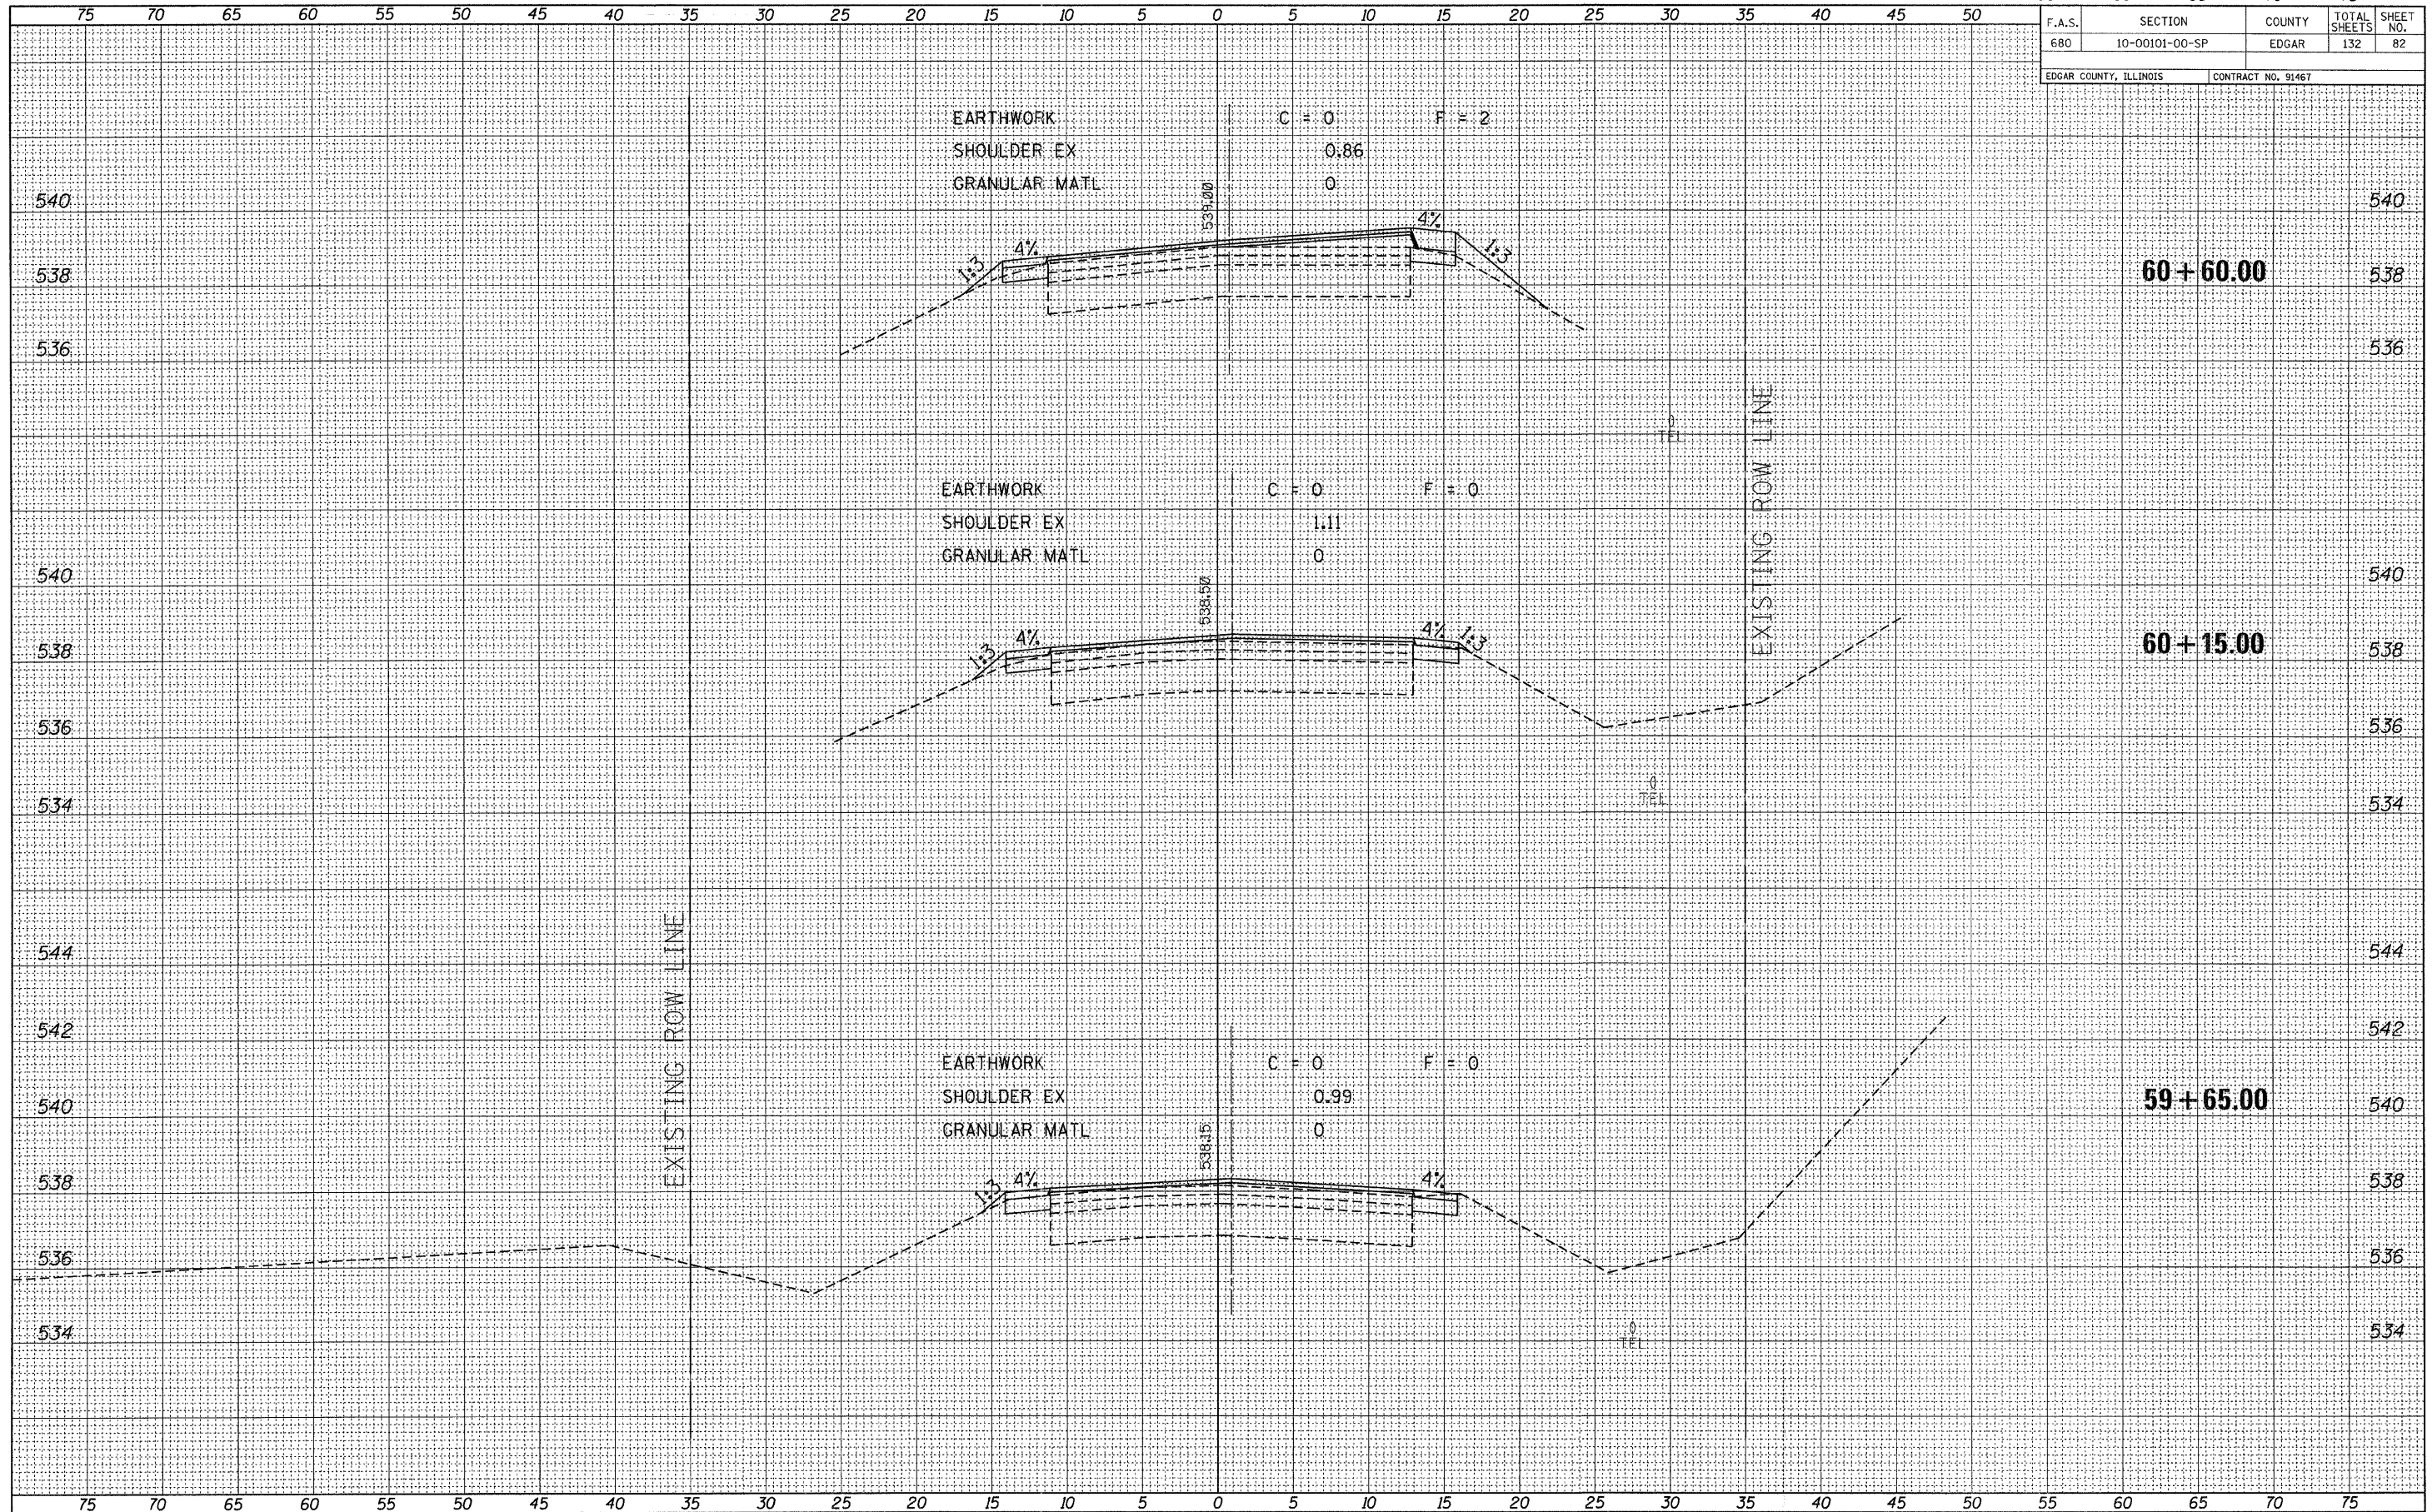 75 70 65 60 55 50 45 40 35 30 25 20 15 10 5 0 5 10 15 20 25 30 35 40 45 50
F.A.S. SECTION COUNTY TOTAL SHEETS SHEET NO.
680 10-00101-00-SP EDGAR 132 82
EDGAR COUNTY, ILLINOIS CONTRACT NO. 91467
EARTHWORK C = 0 F = 2
SHOULDER EX 0.86
GRANULAR MATL 0
539.00
540 540
4%
4%
1:3
1:3
538 60+60.00 538
536 536
0
TEL
EXISTING ROW LINE
EARTHWORK C = 0 F = 0
SHOULDER EX 1.11
GRANULAR MATL 0
538.50
540 540
1:3 4% 4% 1:3
538 60+15.00 538
536 536
0
TEL
534 534
EXISTING ROW LINE
544 544
542 542
EARTHWORK C = 0 F = 0
SHOULDER EX 0.99
GRANULAR MATL 0
538.15
540 59+65.00 540
1:3 4% 4%
538 538
536 536
0
TEL
534 534
75 70 65 60 55 50 45 40 35 30 25 20 15 10 5 0 5 10 15 20 25 30 35 40 45 50 55 60 65 70 75